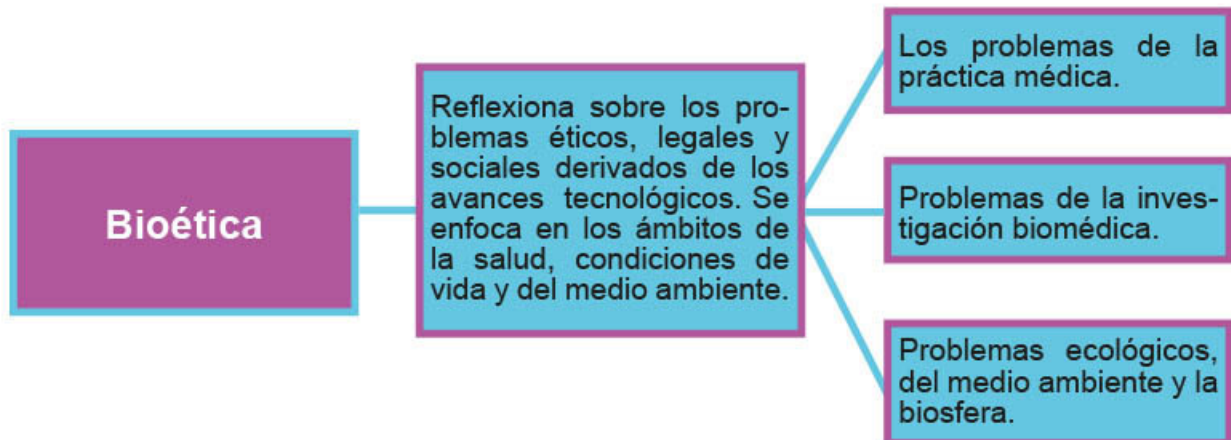 Bioética
Reflexiona sobre los pro-
blemas éticos, legales y
sociales derivados de los
avances tecnológicos. Se
enfoca en los ámbitos de
la salud, condiciones de
vida y del medio ambiente.
Los problemas de la
práctica médica.
Problemas de la inves-
tigación biomédica.
Problemas ecológicos,
del medio ambiente y la
biosfera.